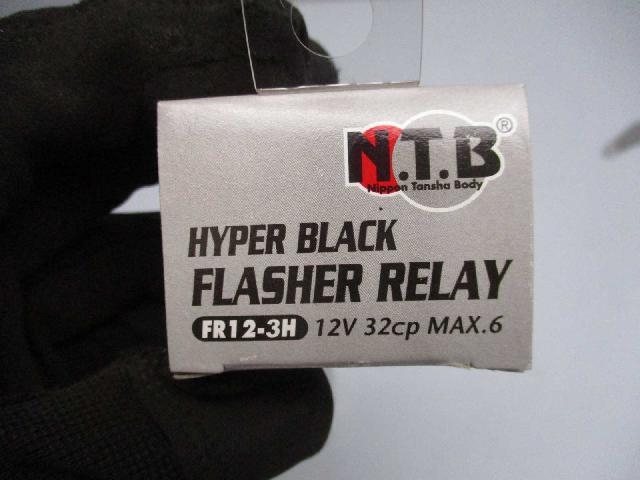 N.T.B®
Nippon Tansha Body
HYPER BLACK
FLASHER RELAY
FR12-3H 12V 32cp MAX.6